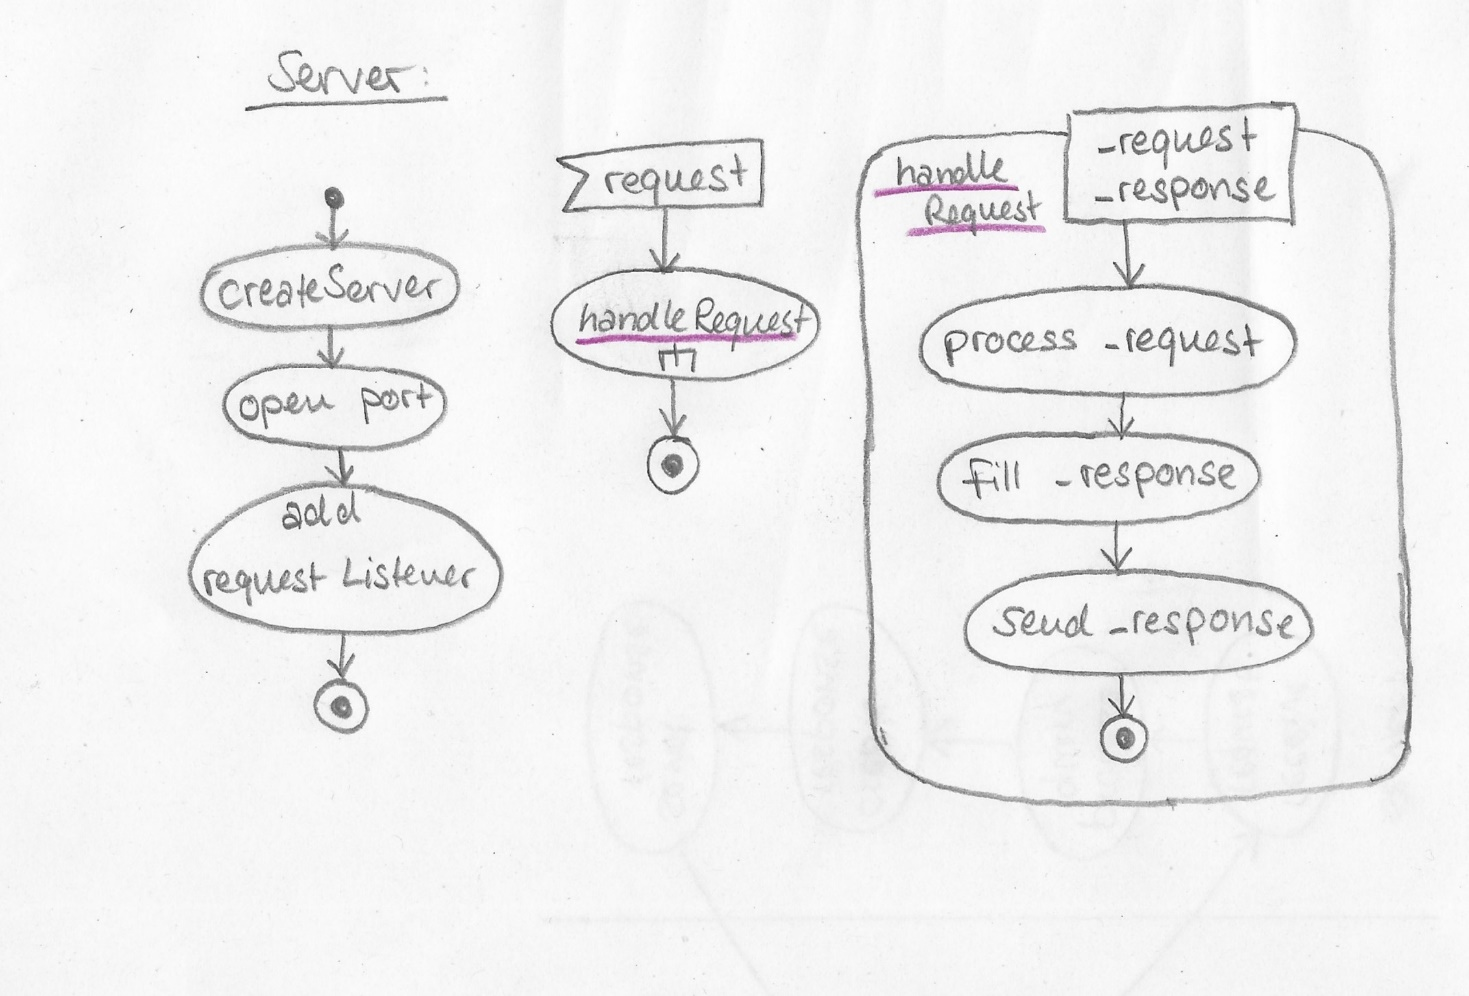 Server:
createServer
open port
add
request Listener
request
handleRequest
handle
Request
_request
_response
process _request
fill _response
send _response